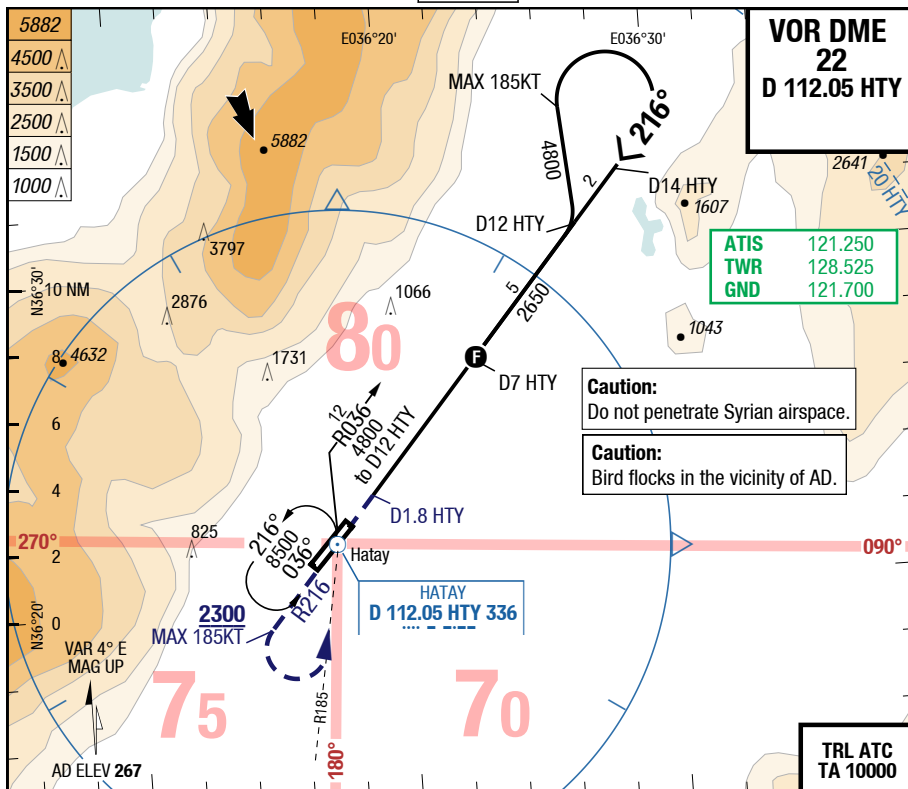 5882
4500
3500
2500
1500
1000
E036°20'
E036°30'
VOR DME
22
D 112.05 HTY
MAX 185KT
216°
4800
2
D14 HTY
D12 HTY
5882
2641
20 HTY
1607
ATIS 121.250
TWR 128.525
GND 121.700
3797
N36°30'
10 NM
2876
1066
5
2650
80
1043
8
4632
1731
F
D7 HTY
Caution:
Do not penetrate Syrian airspace.
12
R036
4800
to D12 HTY
6
Caution:
Bird flocks in the vicinity of AD.
4
D1.8 HTY
825
270°
216°
8500
036°
Hatay
090°
2
R216
HATAY
D 112.05 HTY 336
2300
MAX 185KT
N36°20'
0
VAR 4° E
MAG UP
75
R185
180°
70
AD ELEV 267
TRL ATC
TA 10000